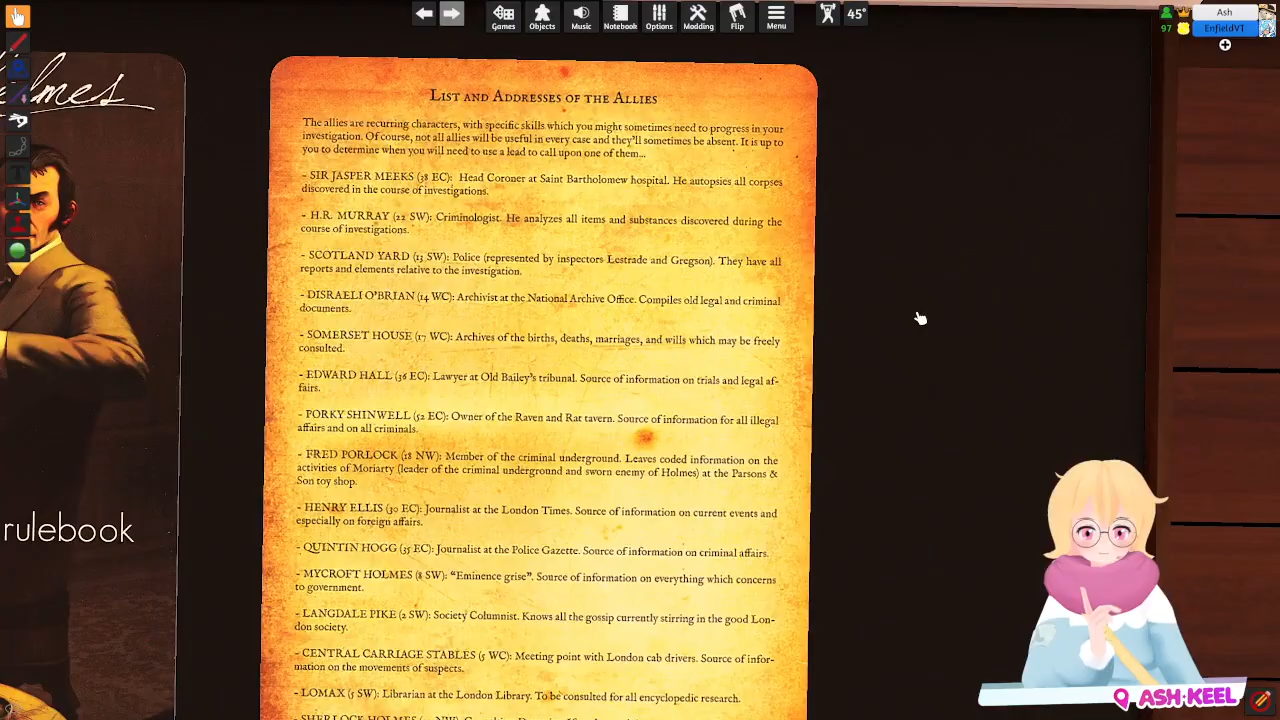 Games
Objects
Music
Notebook
Options
Modding
Flip
Menu
45°
Ash
97
EnfieldVT
olmes
rulebook
List and Addresses of the Allies
The allies are recurring characters, with specific skills which you might sometimes need to progress in your
investigation. Of course, not all allies will be useful in every case and they'll sometimes be absent. It is up
to you to determine when you will need to use a lead to call upon one of them...
- SIR JASPER MEEKS (38 EC): Head Coroner at Saint Bartholomew hospital. He autopsies all corpses
discovered in the course of investigations.
- H.R. MURRAY (22 SW): Criminologist. He analyzes all items and substances discovered during the
course of investigations.
- SCOTLAND YARD (13 SW): Police (represented by inspectors Lestrade and Gregson). They have all
reports and elements relative to the investigation.
- DISRAELI O'BRIAN (14 WC): Archivist at the National Archive Office. Compiles old legal and criminal
documents.
- SOMERSET HOUSE (17 WC): Archives of the births, deaths, marriages, and wills which may be freely
consulted.
- EDWARD HALL (36 EC): Lawyer at Old Bailey's tribunal. Source of information on trials and legal af-
fairs.
- PORKY SHINWELL (52 EC): Owner of the Raven and Rat tavern. Source of information for all illegal
affairs and on all criminals.
- FRED PORLOCK (18 NW): Member of the criminal underground. Leaves coded information on the
activities of Moriarty (leader of the criminal underground and sworn enemy of Holmes) at the Parsons &
Son toy shop.
- HENRY ELLIS (30 EC): Journalist at the London Times. Source of information on current events and
especially on foreign affairs.
- QUINTIN HOGG (35 EC): Journalist at the Police Gazette. Source of information on criminal affairs.
- MYCROFT HOLMES (8 SW): "Eminence grise". Source of information on everything which concerns
to government.
- LANGDALE PIKE (2 SW): Society Columnist. Knows all the gossip currently stirring in the good Lon-
don society.
- CENTRAL CARRIAGE STABLES (5 WC): Meeting point with London cab drivers. Source of infor-
mation on the movements of suspects.
- LOMAX (5 SW): Librarian at the London Library. To be consulted for all encyclopedic research.
- SHERLOCK HOLMES
ASH·KEEL